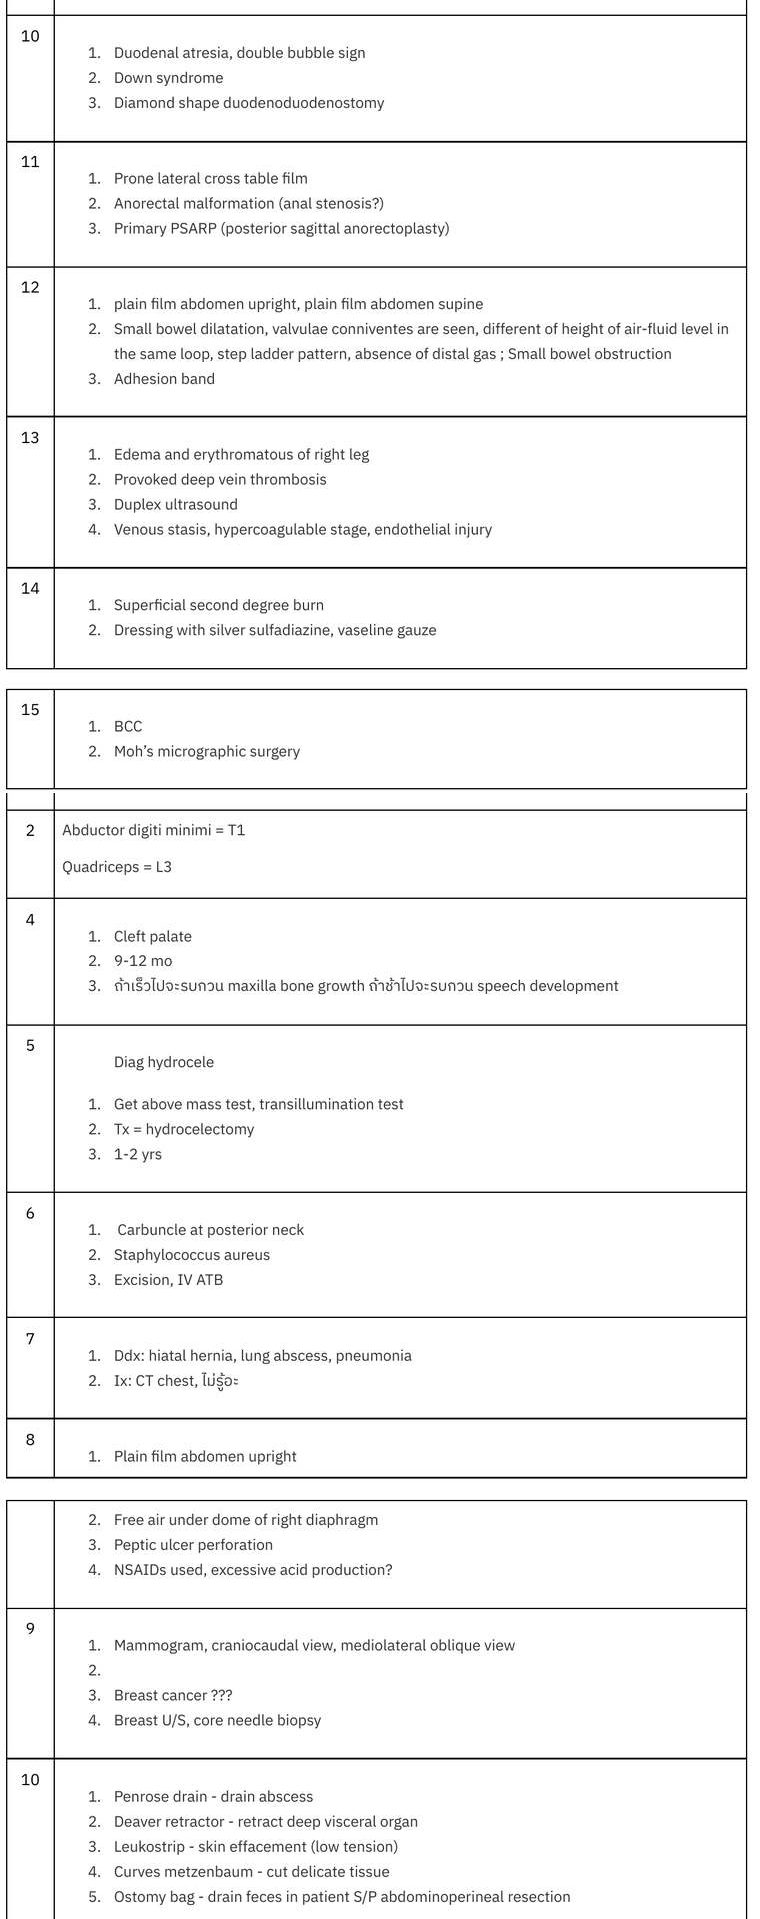 10
1. Duodenal atresia, double bubble sign
2. Down syndrome
3. Diamond shape duodenoduodenostomy
11
1. Prone lateral cross table film
2. Anorectal malformation (anal stenosis?)
3. Primary PSARP (posterior sagittal anorectoplasty)
12
1. plain film abdomen upright, plain film abdomen supine
2. Small bowel dilatation, valvulae conniventes are seen, different of height of air-fluid level in
the same loop, step ladder pattern, absence of distal gas ; Small bowel obstruction
3. Adhesion band
13
1. Edema and erythromatous of right leg
2. Provoked deep vein thrombosis
3. Duplex ultrasound
4. Venous stasis, hypercoagulable stage, endothelial injury
14
1. Superficial second degree burn
2. Dressing with silver sulfadiazine, vaseline gauze
15
1. BCC
2. Moh’s micrographic surgery
2
Abductor digiti minimi = T1
Quadriceps = L3
4
1. Cleft palate
2. 9-12 mo
3. ถ้าเร็วไปจะรบกวน maxilla bone growth ถ้าช้าไปจะรบกวน speech development
5
Diag hydrocele
1. Get above mass test, transillumination test
2. Tx = hydrocelectomy
3. 1-2 yrs
6
1. Carbuncle at posterior neck
2. Staphylococcus aureus
3. Excision, IV ATB
7
1. Ddx: hiatal hernia, lung abscess, pneumonia
2. Ix: CT chest, ไม่รู้อะ
8
1. Plain film abdomen upright
2. Free air under dome of right diaphragm
3. Peptic ulcer perforation
4. NSAIDs used, excessive acid production?
9
1. Mammogram, craniocaudal view, mediolateral oblique view
2.
3. Breast cancer ???
4. Breast U/S, core needle biopsy
10
1. Penrose drain - drain abscess
2. Deaver retractor - retract deep visceral organ
3. Leukostrip - skin effacement (low tension)
4. Curves metzenbaum - cut delicate tissue
5. Ostomy bag - drain feces in patient S/P abdominoperineal resection